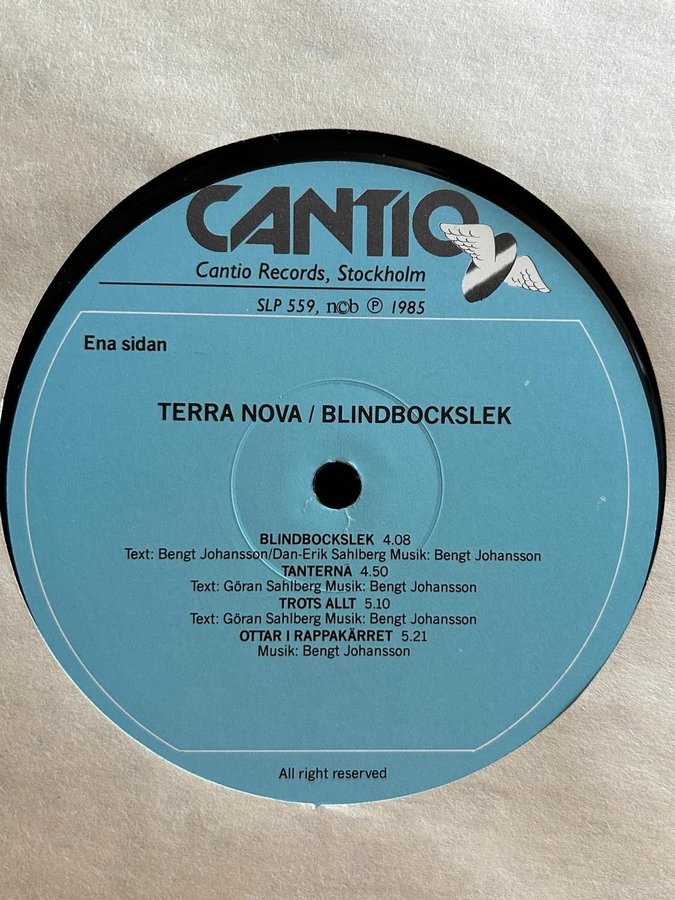 CANTIO
Cantio Records, Stockholm
SLP 559, ncb Ⓟ 1985
Ena sidan
TERRA NOVA / BLINDBOCKSLEK
BLINDBOCKSLEK 4.08
Text: Bengt Johansson/Dan-Erik Sahlberg Musik: Bengt Johansson
TANTERNA 4.50
Text: Göran Sahlberg Musik: Bengt Johansson
TROTS ALLT 5.10
Text: Göran Sahlberg Musik: Bengt Johansson
OTTAR I RAPPAKÄRRET 5.21
Musik: Bengt Johansson
All right reserved